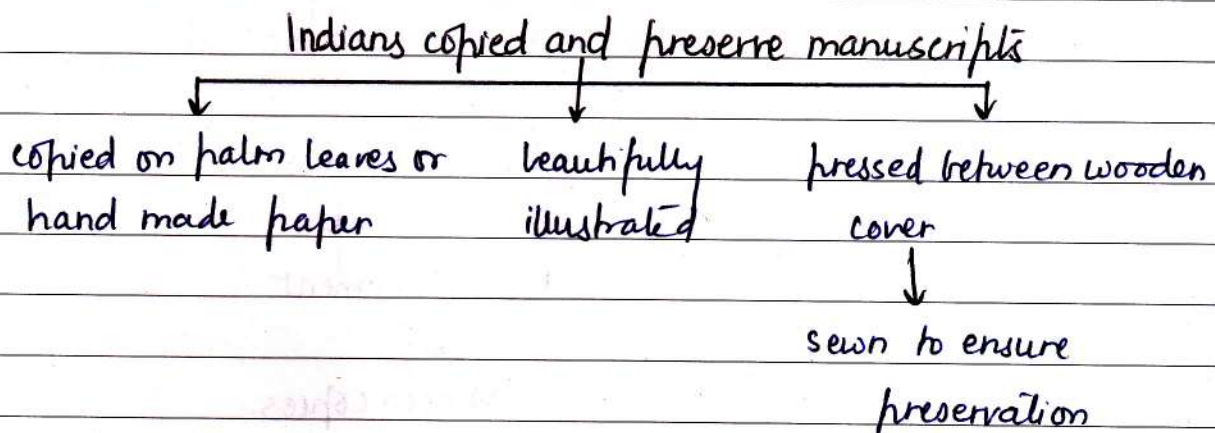 Indians copied and preserve manuscripts
copied on palm leaves or
hand made paper
beautifully
illustrated
pressed between wooden
cover
sewn to ensure
preservation